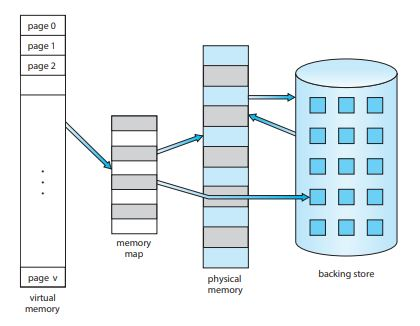 page 0
page 1
page 2
page v
virtual
memory
memory
map
physical
memory
backing store